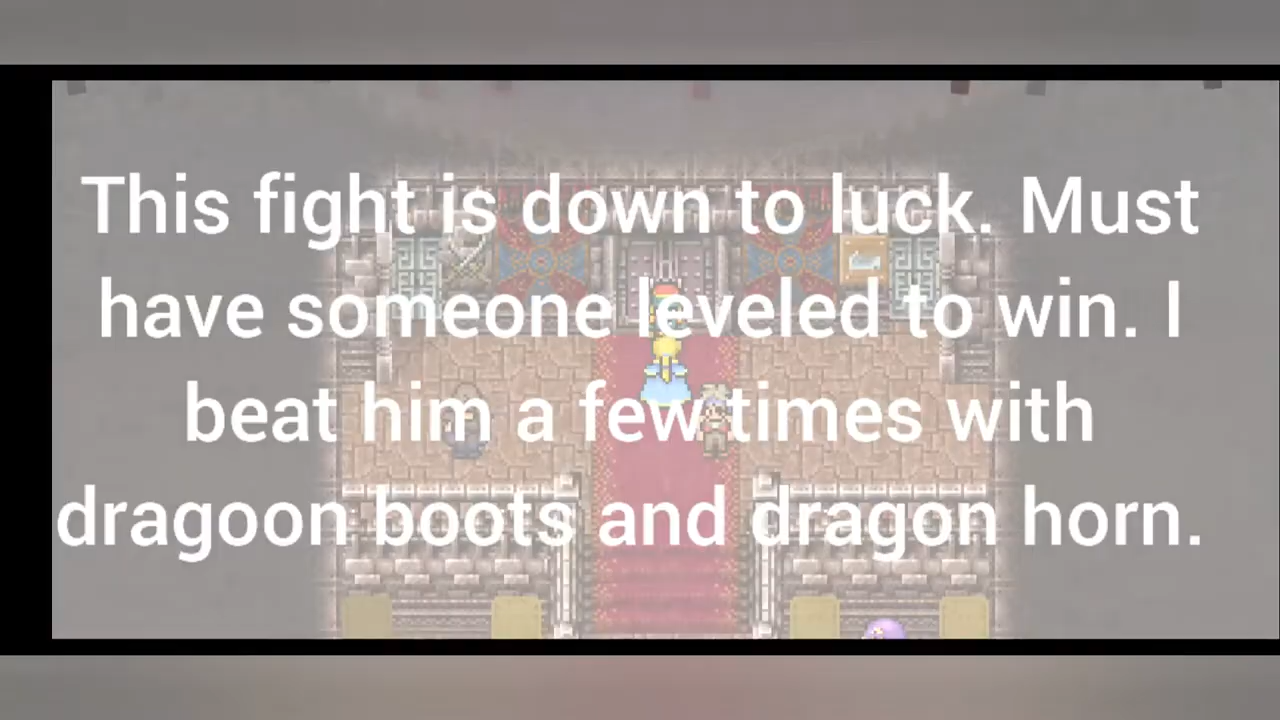 This fight is down to luck. Must
have someone leveled to win. I
beat him a few times with
dragoon boots and dragon horn.